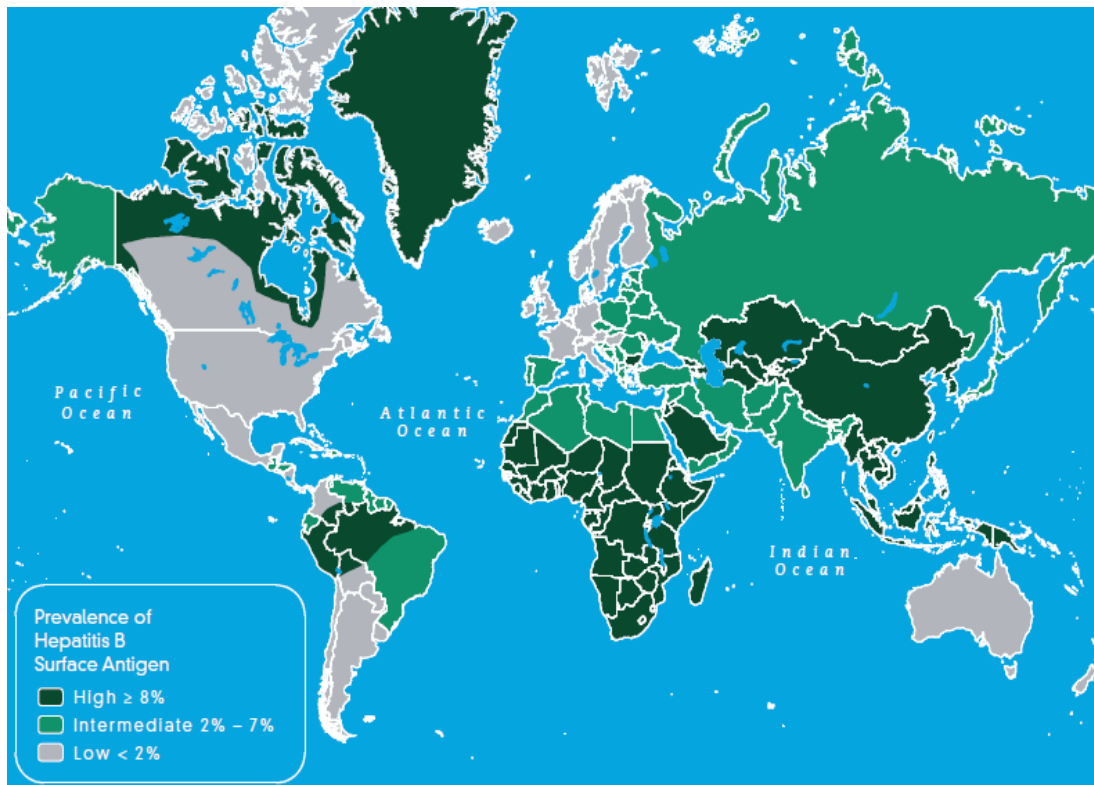 Pacific
Ocean
Atlantic
Ocean
Indian
Ocean
Prevalence of
Hepatitis B
Surface Antigen
High ≥ 8%
Intermediate 2% – 7%
Low < 2%